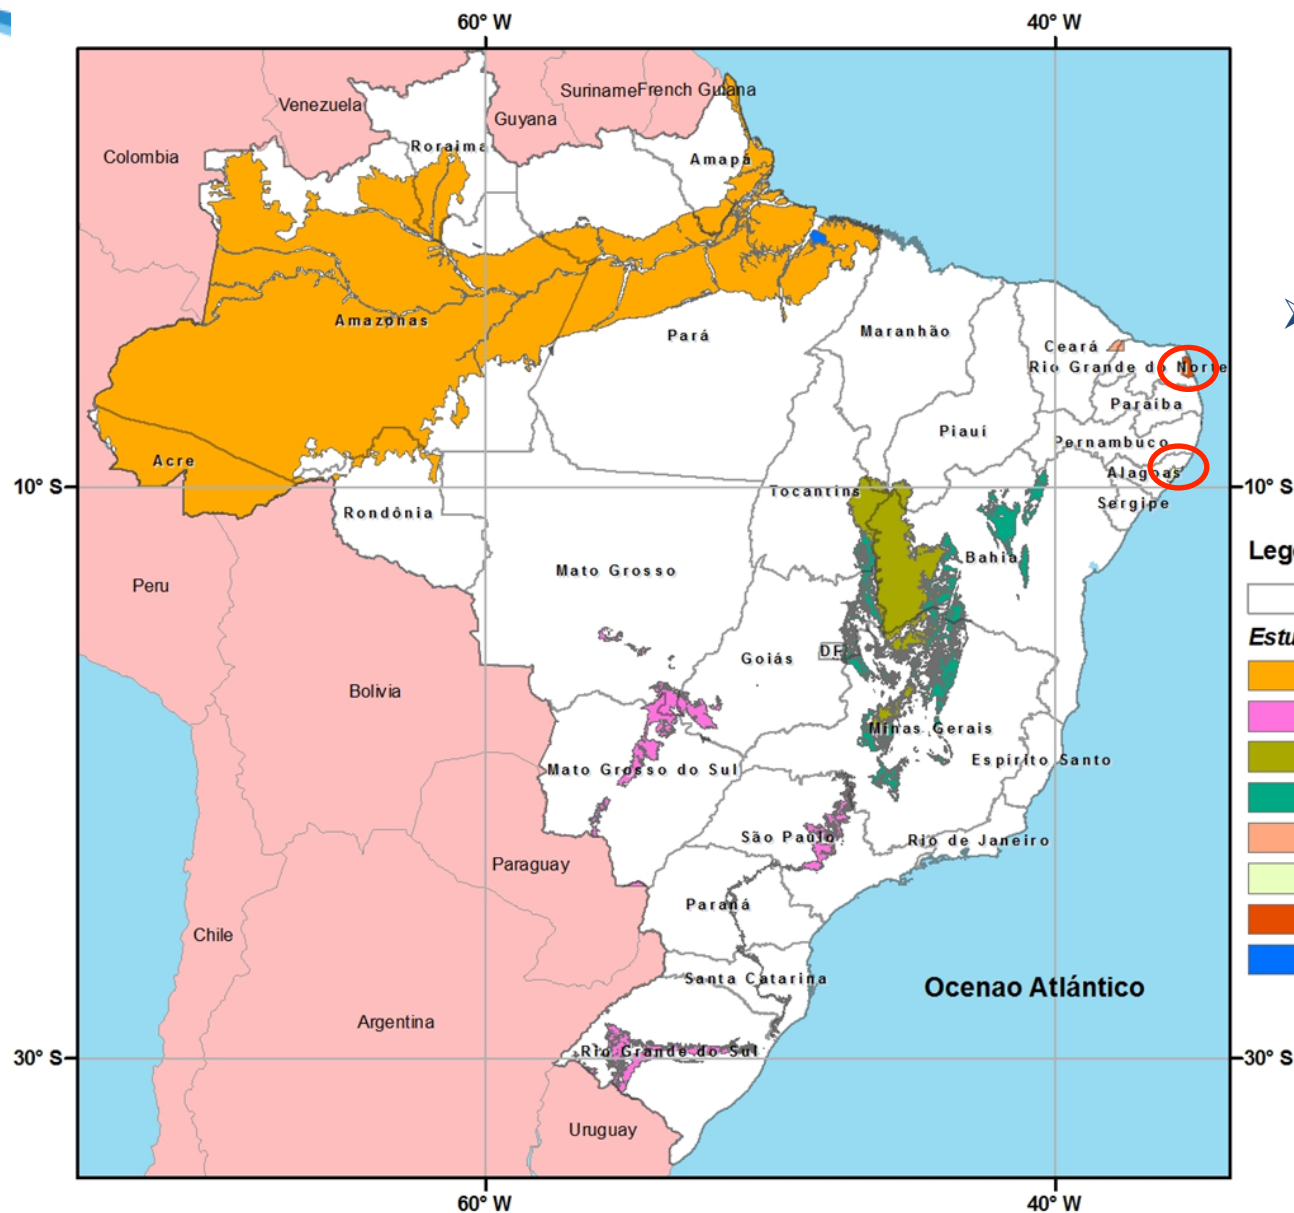 60° W 40° W
Suriname French Guiana
Venezuela
Guyana
Roraima
Colombia
Amapá
Amazonas
Maranhão
Pará
Ceará
Rio Grande do Norte
Paraíba
Piauí
Pernambuco
Acre
Alagoas
10° S 10° S
Tocantins
Sergipe
Rondônia
Leg
Bahia
Mato Grosso
Peru
Estu
DF
Goiás
Bolivia
Minas Gerais
Espírito Santo
Mato Grosso do Sul
São Paulo
Rio de Janeiro
Paraguay
Paraná
Chile
Santa Catarina
Ocenao Atlántico
Argentina
Rio Grande do Sul
30° S 30° S
Uruguay
60° W 40° W